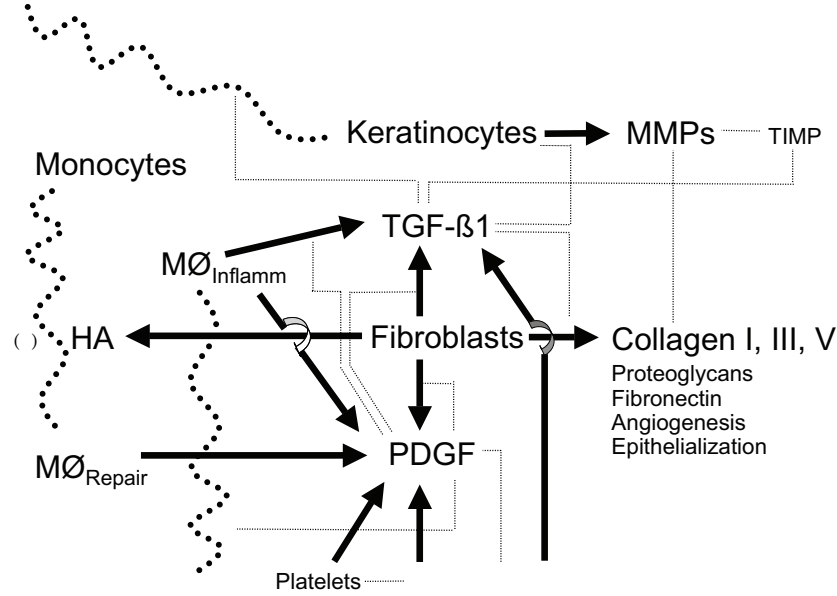 Keratinocytes
MMPs
TIMP
Monocytes
TGF-ß1
MØInflamm
( ) HA
Fibroblasts
Collagen I, III, V
Proteoglycans
Fibronectin
Angiogenesis
Epithelialization
PDGF
MØRepair
Platelets